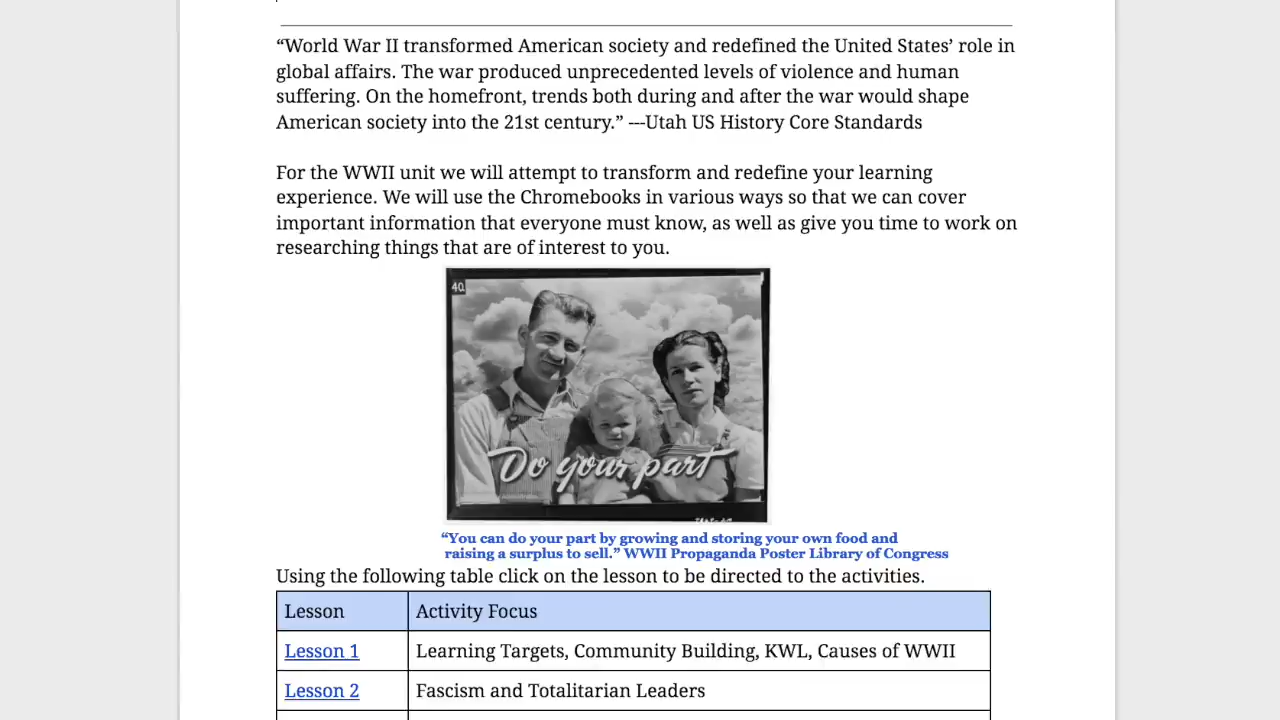 “World War II transformed American society and redefined the United States’ role in
global affairs. The war produced unprecedented levels of violence and human
suffering. On the homefront, trends both during and after the war would shape
American society into the 21st century.” ---Utah US History Core Standards
For the WWII unit we will attempt to transform and redefine your learning
experience. We will use the Chromebooks in various ways so that we can cover
important information that everyone must know, as well as give you time to work on
researching things that are of interest to you.
40
Do your part
“You can do your part by growing and storing your own food and
raising a surplus to sell.” WWII Propaganda Poster Library of Congress
Using the following table click on the lesson to be directed to the activities.
Lesson Activity Focus
Lesson 1 Learning Targets, Community Building, KWL, Causes of WWII
Lesson 2 Fascism and Totalitarian Leaders